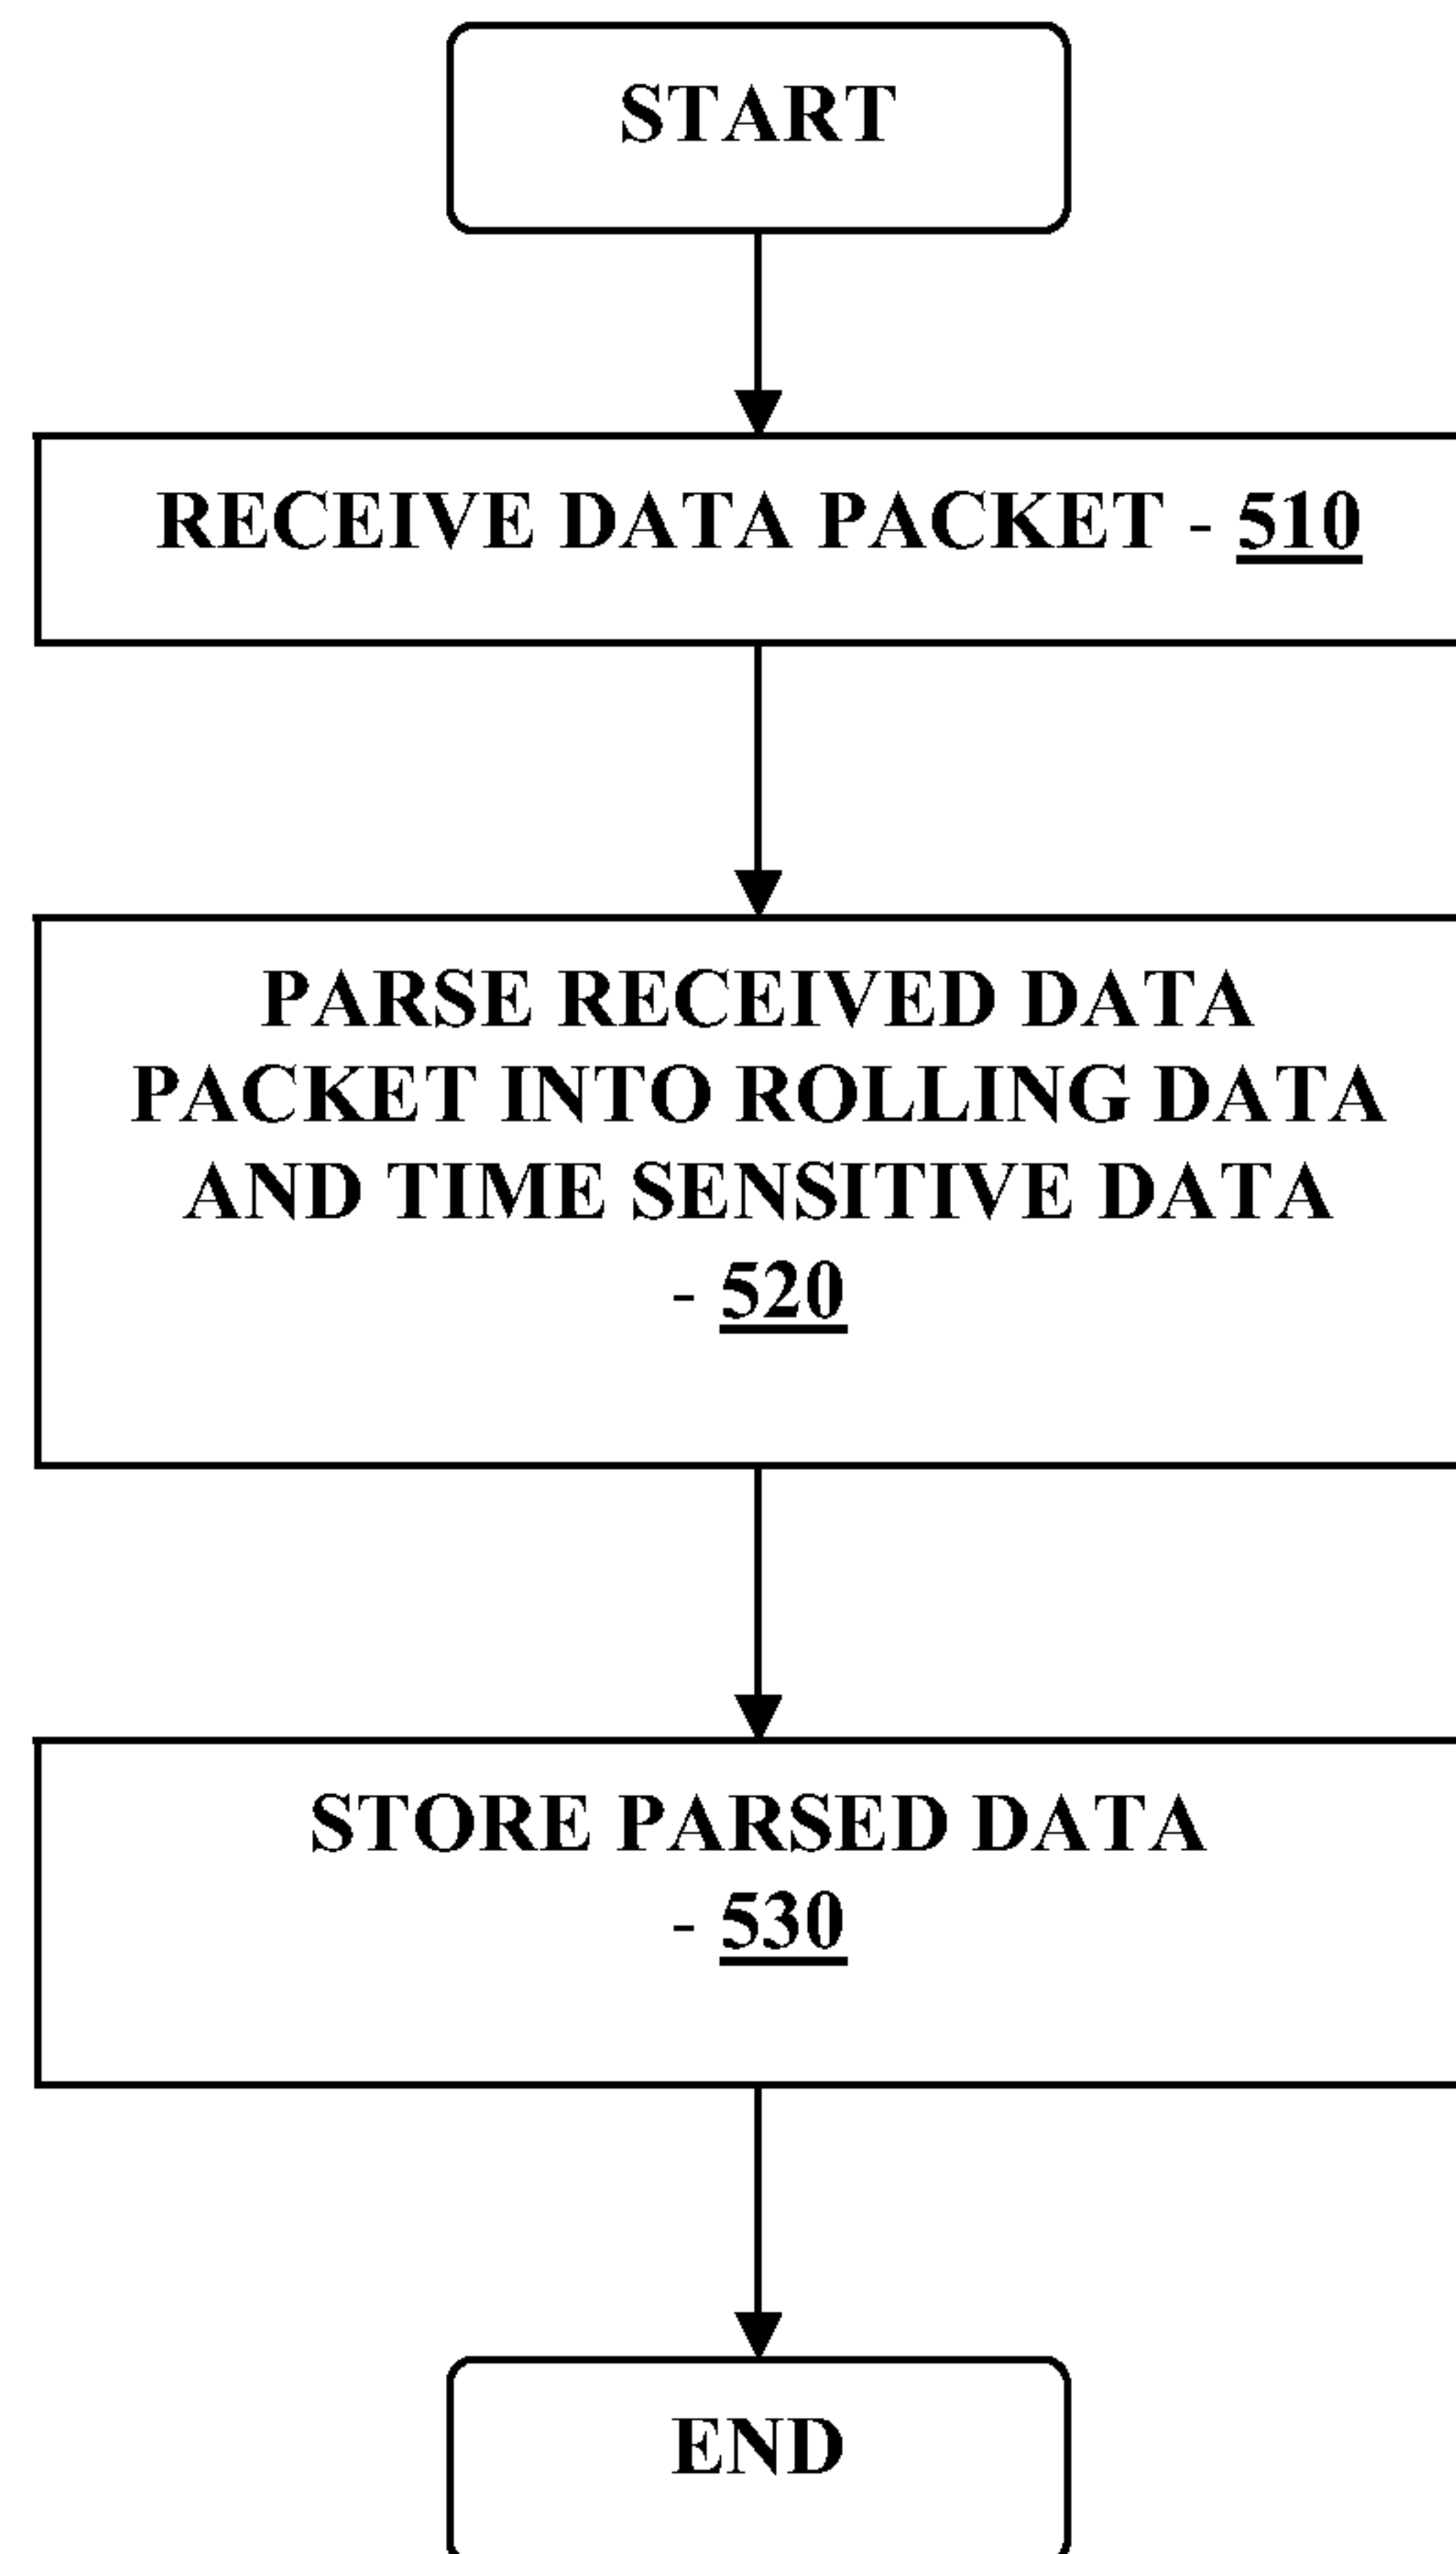 START
RECEIVE DATA PACKET - 510
PARSE RECEIVED DATA
PACKET INTO ROLLING DATA
AND TIME SENSITIVE DATA
- 520
STORE PARSED DATA
- 530
END